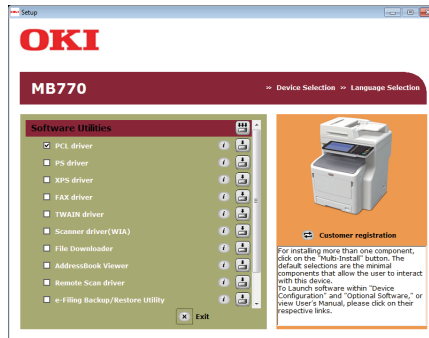 OKI Setup
OKI
MB770
» Device Selection » Language Selection
Software Utilities
PCL driver
PS driver
XPS driver
FAX driver
TWAIN driver
Scanner driver(WIA)
File Downloader
AddressBook Viewer
Remote Scan driver
e-Filing Backup/Restore Utility
Exit
Customer registration
For installing more than one component,
click on the "Multi-Install" button. The
default selections are the minimal
components that allow the user to interact
with this device.
To Launch software within "Device
Configuration" and "Optional Software," or
view User's Manual, please click on their
respective links.